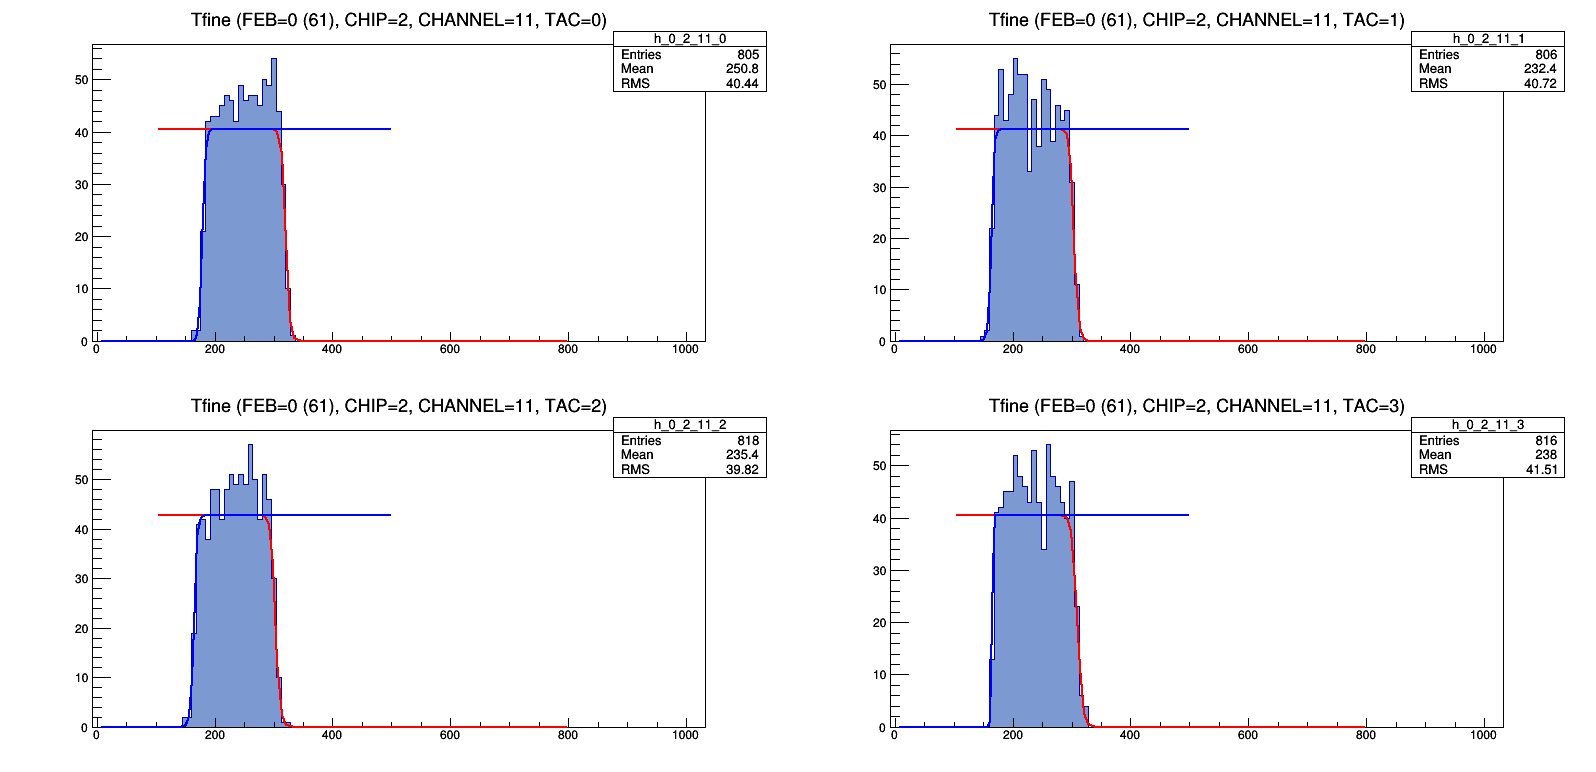 Tfine (FEB=0 (61), CHIP=2, CHANNEL=11, TAC=0)
h_0_2_11_0
Entries 805
Mean 250.8
RMS 40.44
50
40
30
20
10
0
0 200 400 600 800 1000
Tfine (FEB=0 (61), CHIP=2, CHANNEL=11, TAC=1)
h_0_2_11_1
Entries 806
Mean 232.4
RMS 40.72
50
40
30
20
10
0
0 200 400 600 800 1000
Tfine (FEB=0 (61), CHIP=2, CHANNEL=11, TAC=2)
h_0_2_11_2
Entries 818
Mean 235.4
RMS 39.82
50
40
30
20
10
0
0 200 400 600 800 1000
Tfine (FEB=0 (61), CHIP=2, CHANNEL=11, TAC=3)
h_0_2_11_3
Entries 816
Mean 238
RMS 41.51
50
40
30
20
10
0
0 200 400 600 800 1000